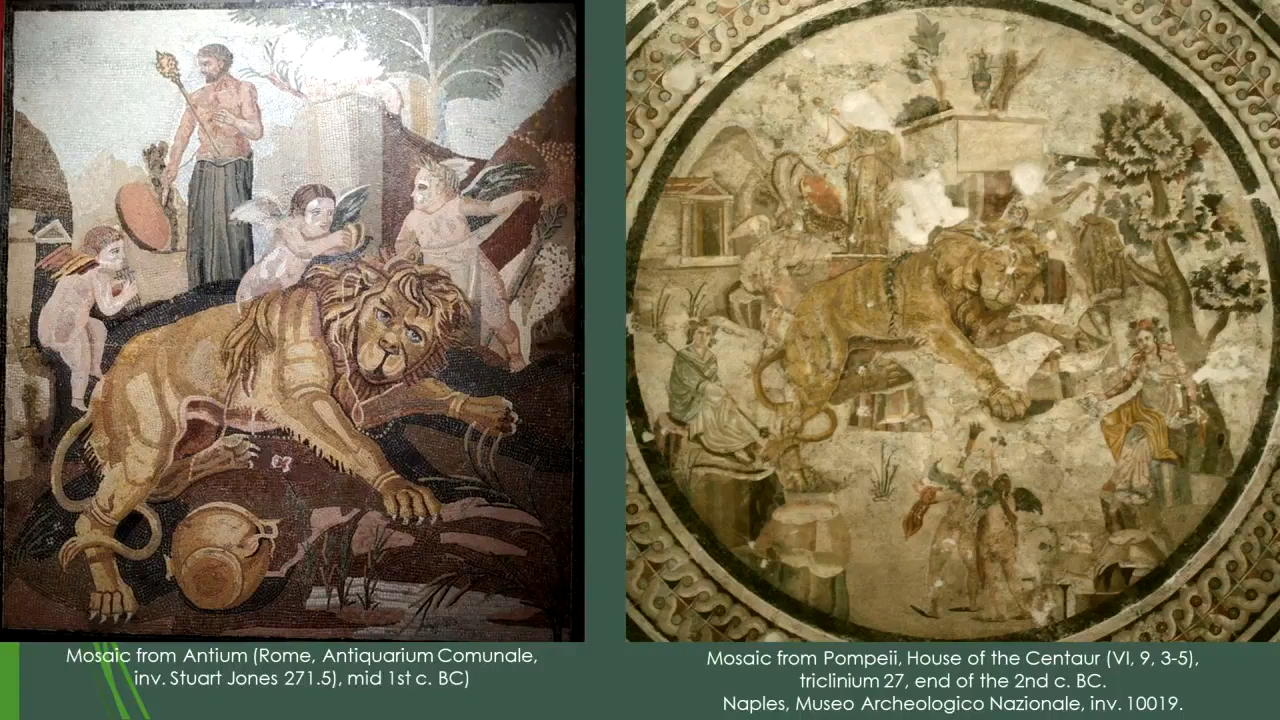 Mosaic from Antium (Rome, Antiquarium Comunale,
inv. Stuart Jones 271.5), mid 1st c. BC)
Mosaic from Pompeii, House of the Centaur (VI, 9, 3-5),
triclinium 27, end of the 2nd c. BC.
Naples, Museo Archeologico Nazionale, inv. 10019.